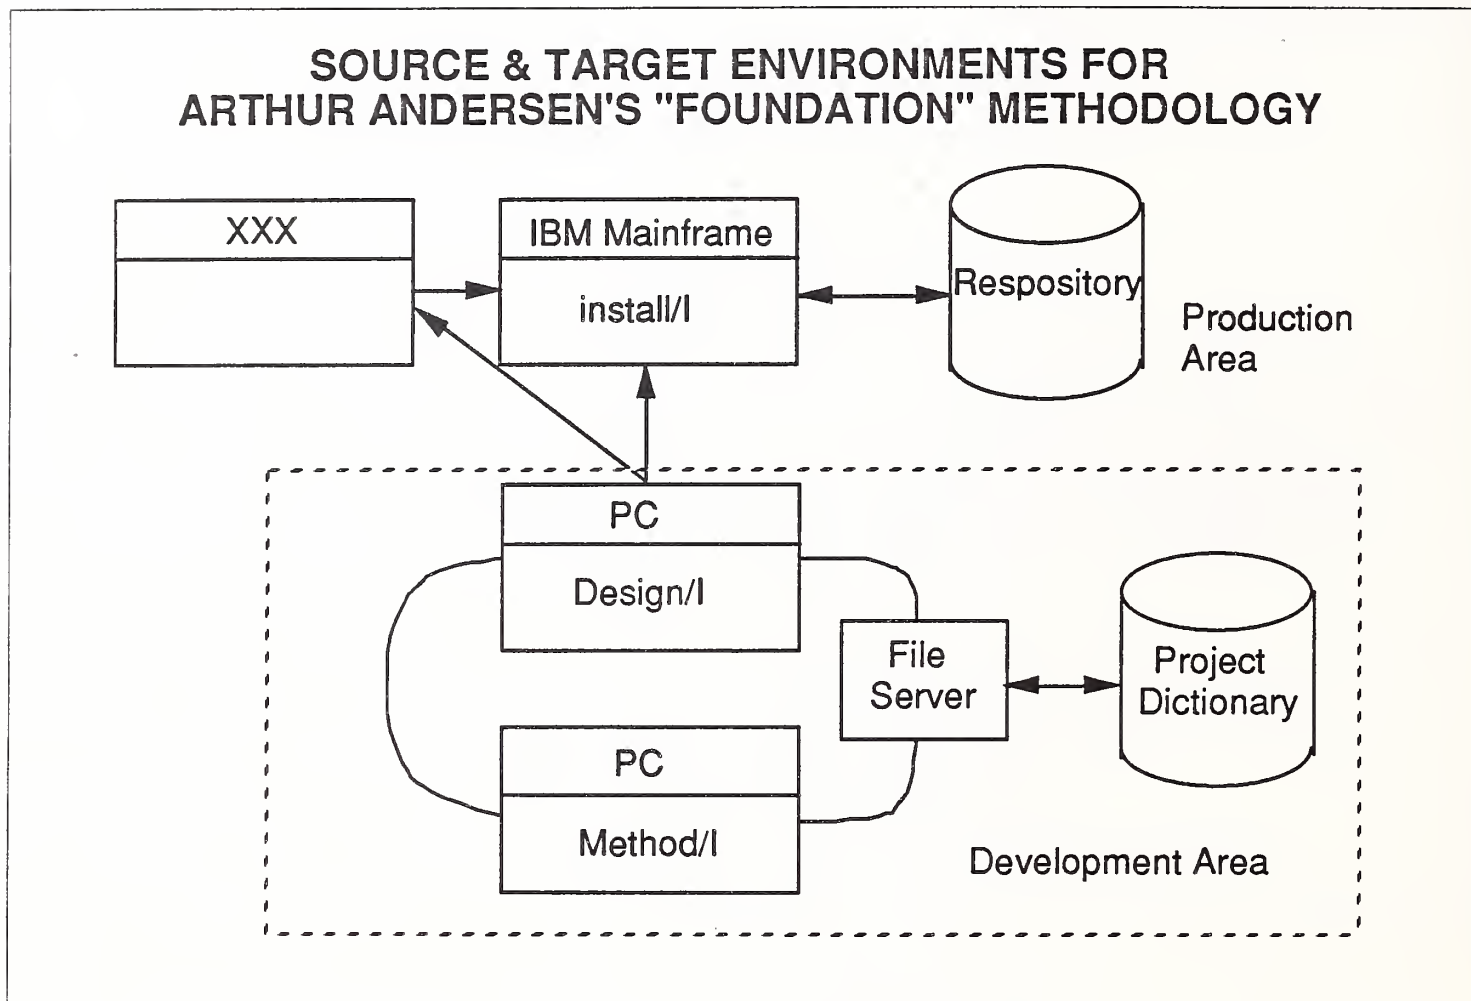 SOURCE & TARGET ENVIRONMENTS FOR
ARTHUR ANDERSEN'S "FOUNDATION" METHODOLOGY
XXX
IBM Mainframe
install/I
Respository
Production
Area
PC
Design/I
File
Server
Project
Dictionary
PC
Method/I
Development Area